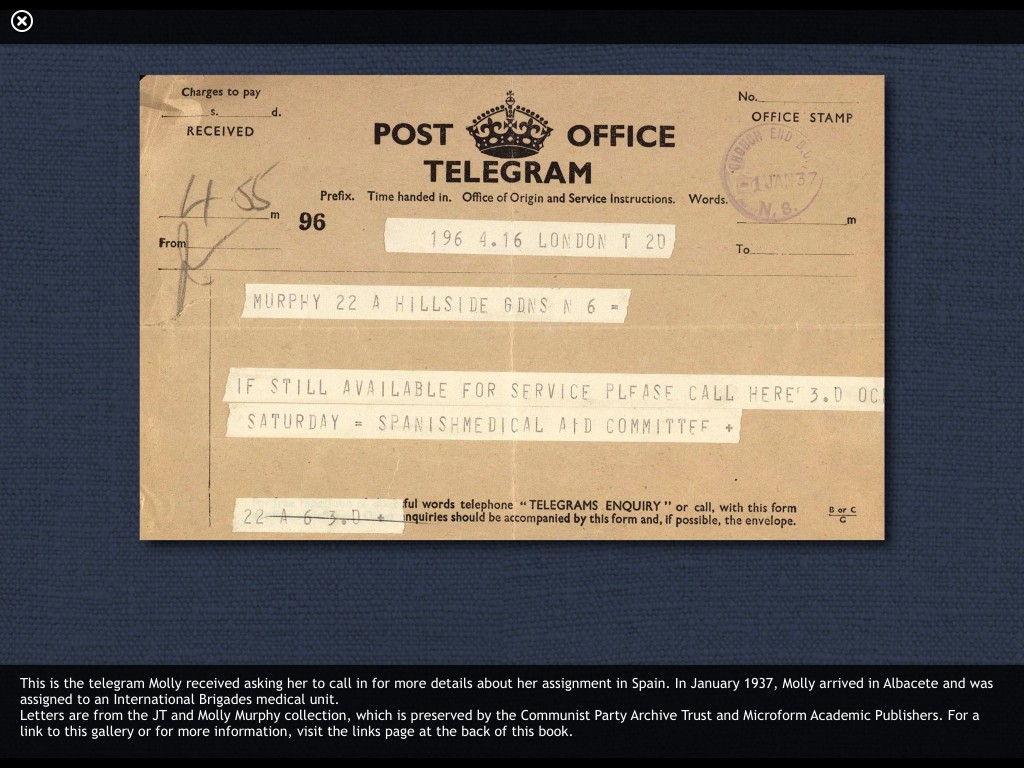 Charges to pay
s. d.
RECEIVED
POST OFFICE
TELEGRAM
No.
OFFICE STAMP
END B.O.
1 JAN 37
N. 6.
Prefix. Time handed in. Office of Origin and Service Instructions. Words.
4 55
m
96
m
From
To
196 4.16 LONDON T 20
MURPHY 22 A HILLSIDE GDNS N 6 =
IF STILL AVAILABLE FOR SERVICE PLEASE CALL HERE 3.0 OC
SATURDAY = SPANISHMEDICAL AID COMMITTEE +
22 A 6 3.0 +
ful words telephone "TELEGRAMS ENQUIRY" or call, with this form
nquiries should be accompanied by this form and, if possible, the envelope.
B or C
C
This is the telegram Molly received asking her to call in for more details about her assignment in Spain. In January 1937, Molly arrived in Albacete and was
assigned to an International Brigades medical unit.
Letters are from the JT and Molly Murphy collection, which is preserved by the Communist Party Archive Trust and Microform Academic Publishers. For a
link to this gallery or for more information, visit the links page at the back of this book.